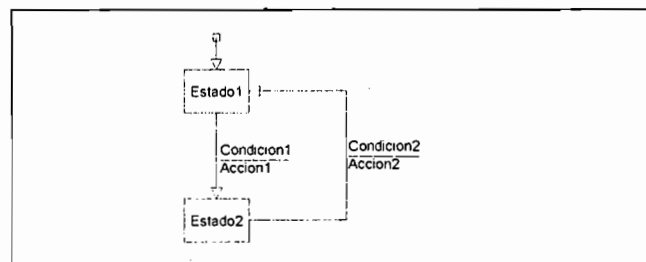 Estado1
Condicion1
Accion1
Condicion2
Accion2
Estado2